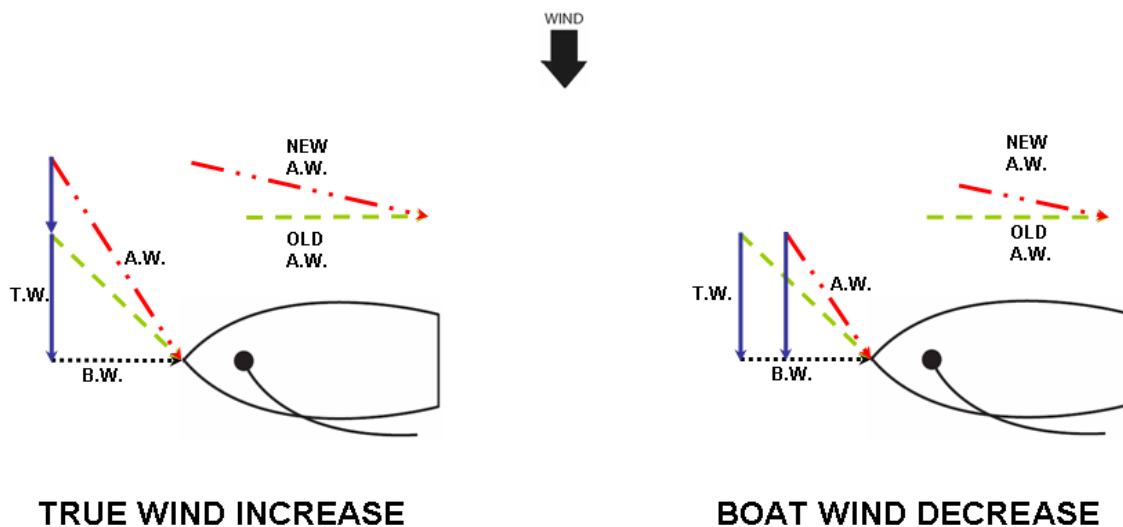 WIND
NEW
A.W.
OLD
A.W.
A.W.
T.W.
B.W.
TRUE WIND INCREASE
NEW
A.W.
OLD
A.W.
A.W.
T.W.
B.W.
BOAT WIND DECREASE